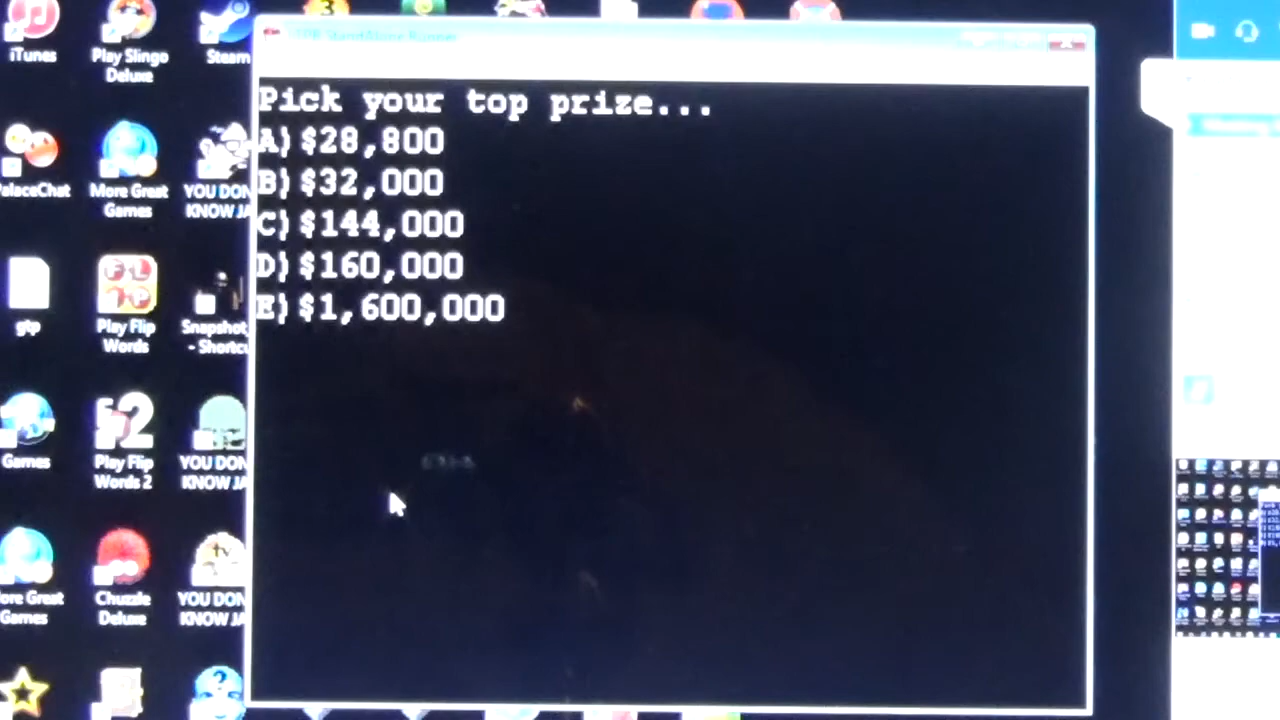 Pick your top prize...
A)$28,800
B)$32,000
C)$144,000
D)$160,000
E)$1,600,000
iTunes
Play Slingo
Deluxe
Steam
PalaceChat
More Great
Games
YOU DON
KNOW JA
gtp
Play Flip
Words
Snapshot
- Shortcu
Games
Play Flip
Words 2
YOU DON
KNOW JA
ore Great
Games
Chuzzle
Deluxe
YOU DON
KNOW JA